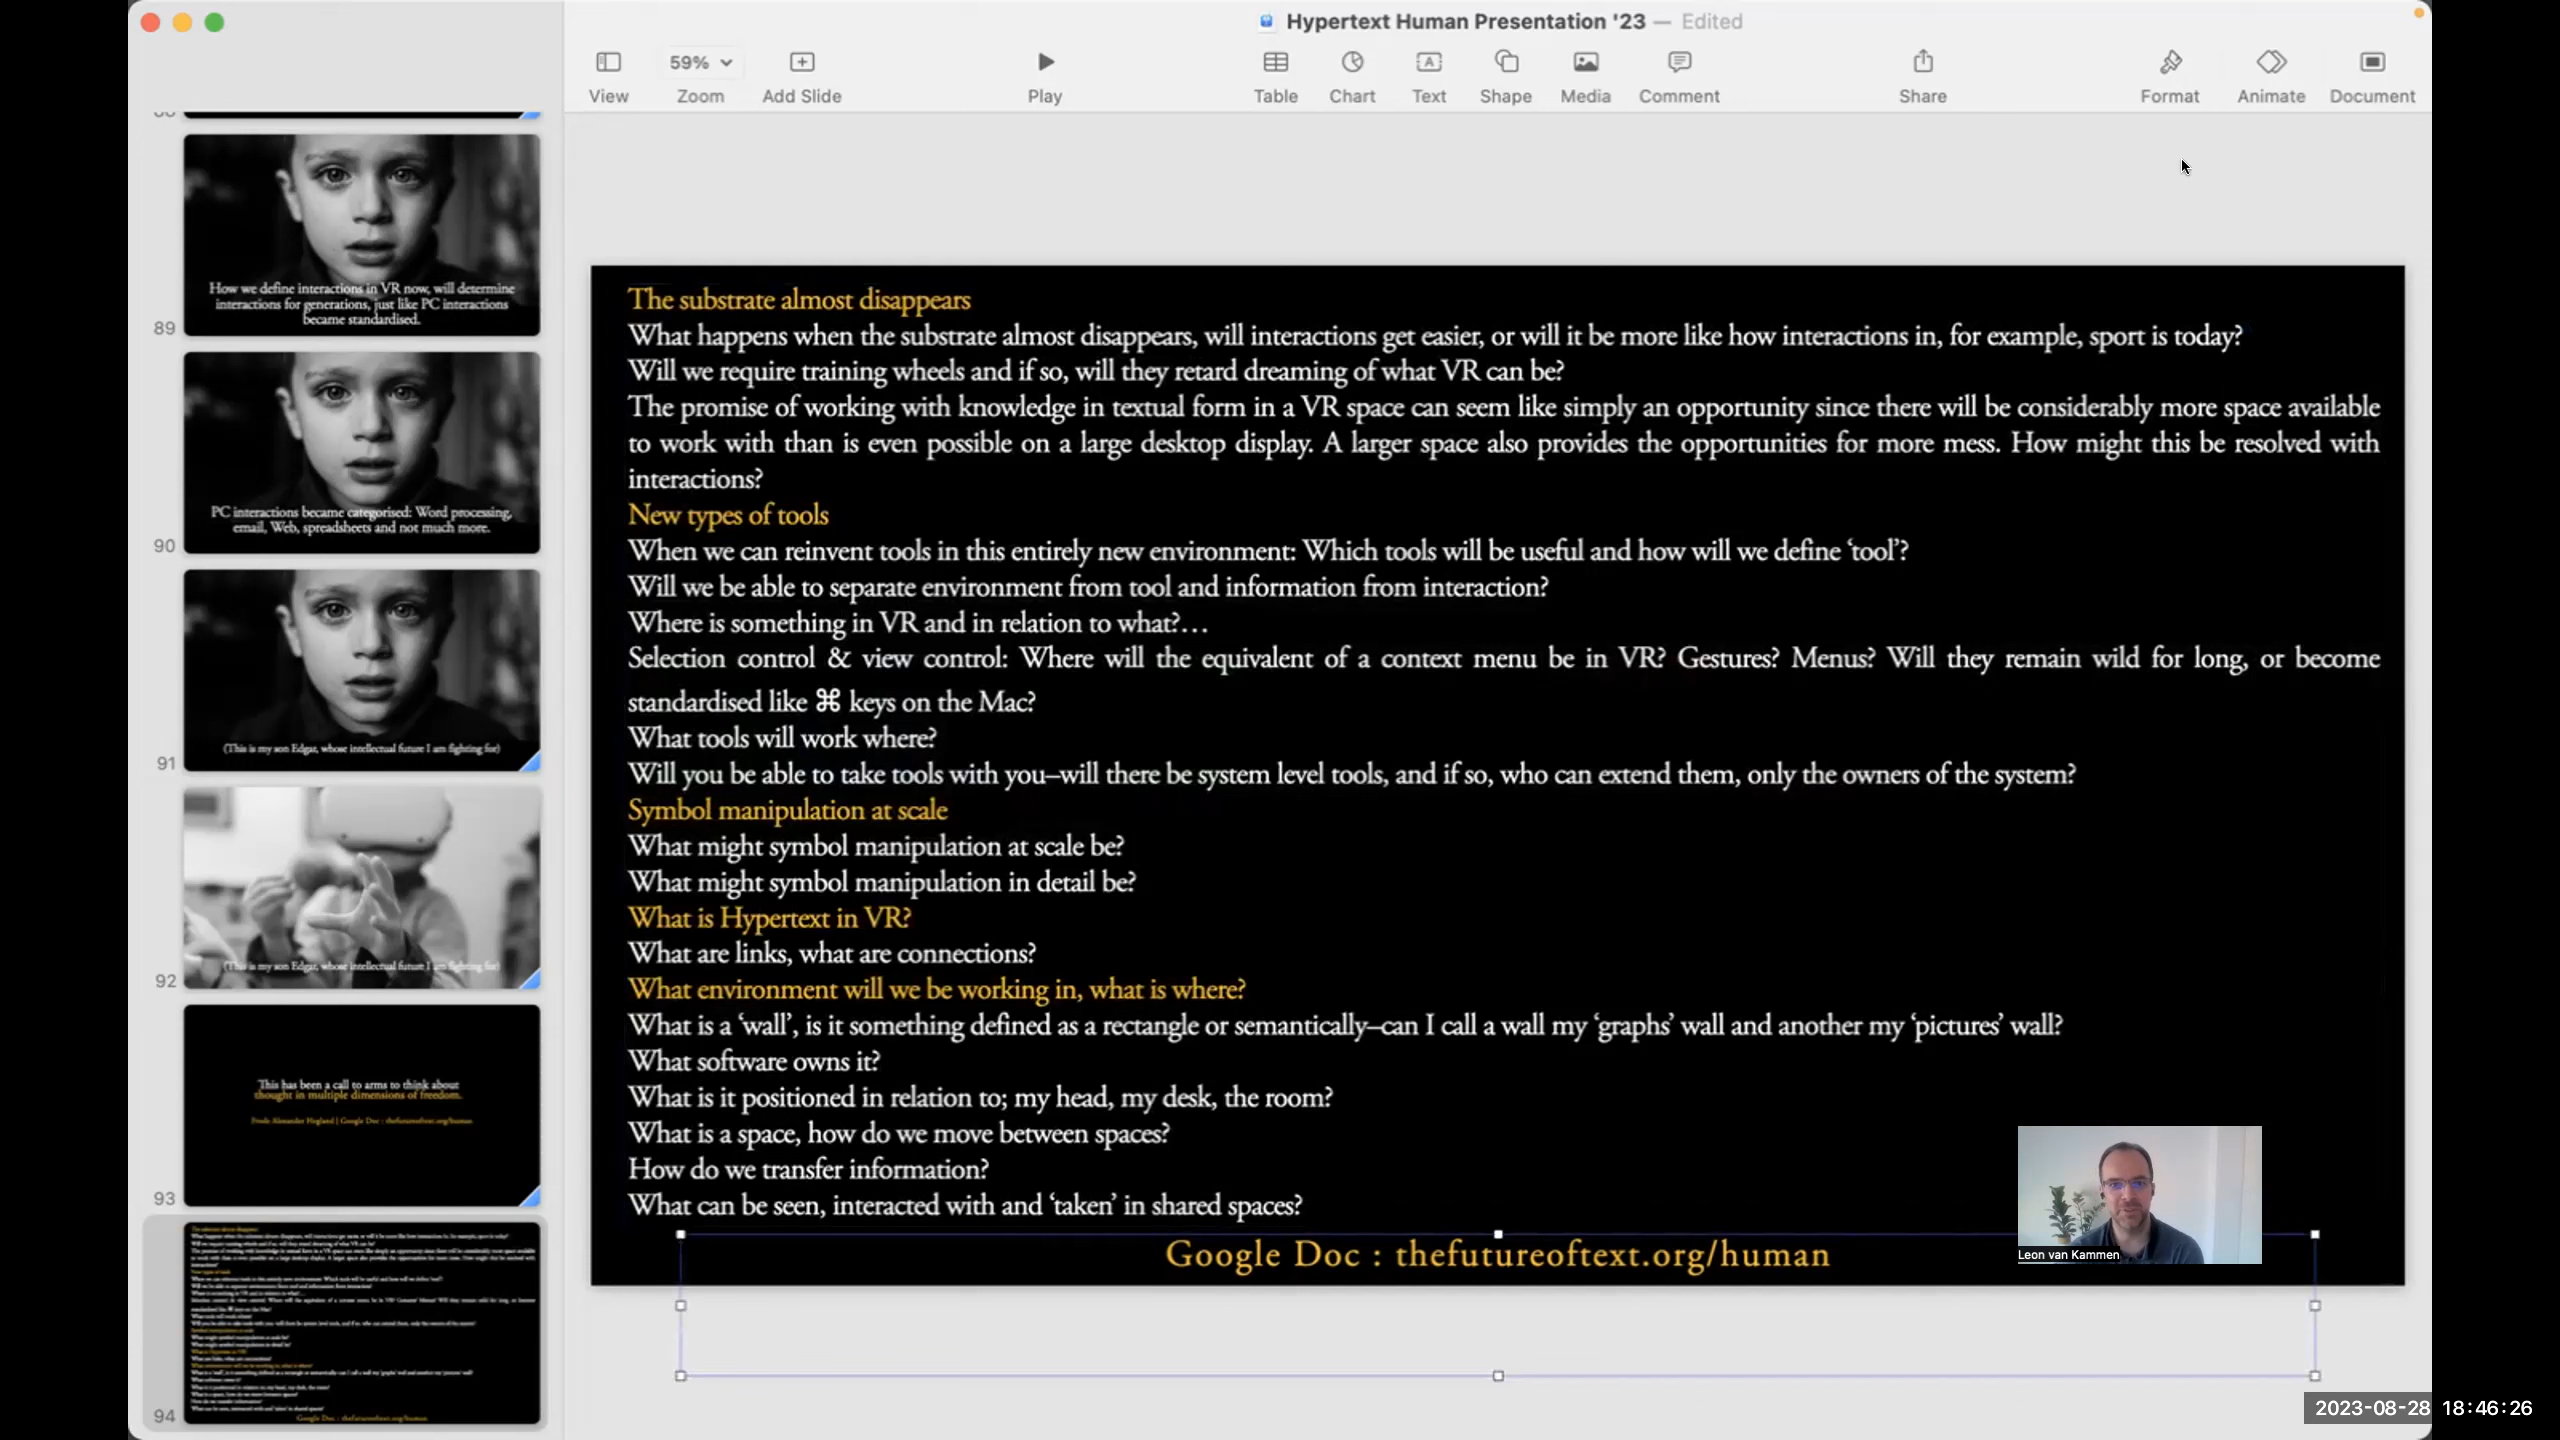 Hypertext Human Presentation '23 — Edited
View
59%
Zoom
Add Slide
Play
Table
Chart
Text
Shape
Media
Comment
Share
Format
Animate
Document
How we define interactions in VR now, will determine
interactions for generations, just like PC interactions
became standardised.
89
PC interactions became categorised: Word processing,
email, Web, spreadsheets and not much more.
90
(This is my son Edgar, whose intellectual future I am fighting for)
91
(This is my son Edgar, whose intellectual future I am fighting for)
92
This has been a call to arms to think about
thought in multiple dimensions of freedom.
Frode Alexander Hegland | Google Doc : thefutureoftext.org/human
93
94
The substrate almost disappears
What happens when the substrate almost disappears, will interactions get easier, or will it be more like how interactions in, for example, sport is today?
Will we require training wheels and if so, will they retard dreaming of what VR can be?
The promise of working with knowledge in textual form in a VR space can seem like simply an opportunity since there will be considerably more space available
to work with than is even possible on a large desktop display. A larger space also provides the opportunities for more mess. How might this be resolved with
interactions?
New types of tools
When we can reinvent tools in this entirely new environment: Which tools will be useful and how will we define ‘tool’?
Will we be able to separate environment from tool and information from interaction?
Where is something in VR and in relation to what?…
Selection control & view control: Where will the equivalent of a context menu be in VR? Gestures? Menus? Will they remain wild for long, or become
standardised like ⌘ keys on the Mac?
What tools will work where?
Will you be able to take tools with you–will there be system level tools, and if so, who can extend them, only the owners of the system?
Symbol manipulation at scale
What might symbol manipulation at scale be?
What might symbol manipulation in detail be?
What is Hypertext in VR?
What are links, what are connections?
What environment will we be working in, what is where?
What is a ‘wall’, is it something defined as a rectangle or semantically–can I call a wall my ‘graphs’ wall and another my ‘pictures’ wall?
What software owns it?
What is it positioned in relation to; my head, my desk, the room?
What is a space, how do we move between spaces?
How do we transfer information?
What can be seen, interacted with and ‘taken’ in shared spaces?
Google Doc : thefutureoftext.org/human
Leon van Kammen
2023-08-28 18:46:26